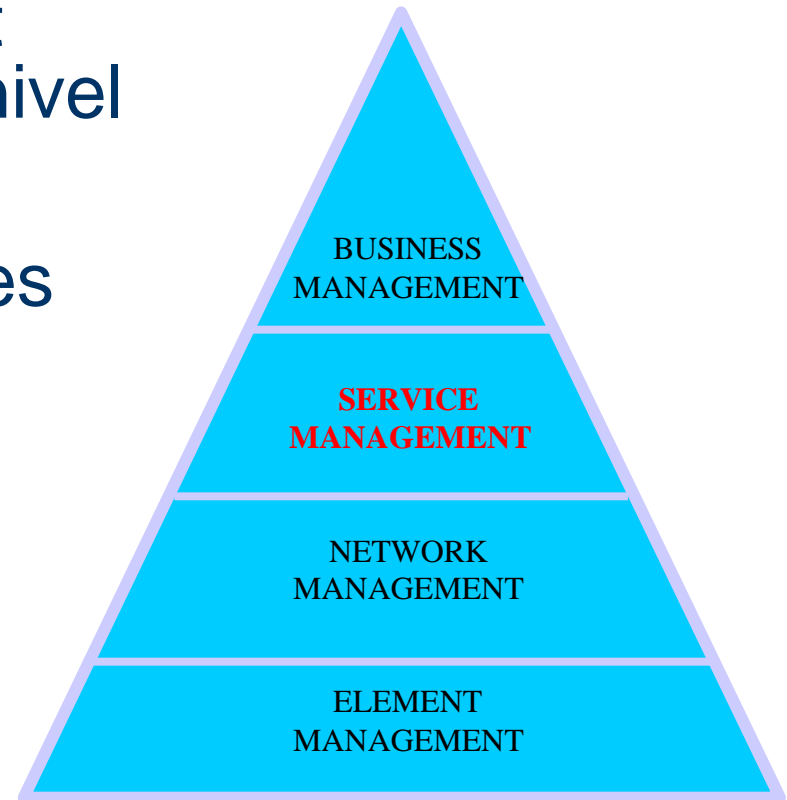 nivel
es
BUSINESS
MANAGEMENT
SERVICE
MANAGEMENT
NETWORK
MANAGEMENT
ELEMENT
MANAGEMENT